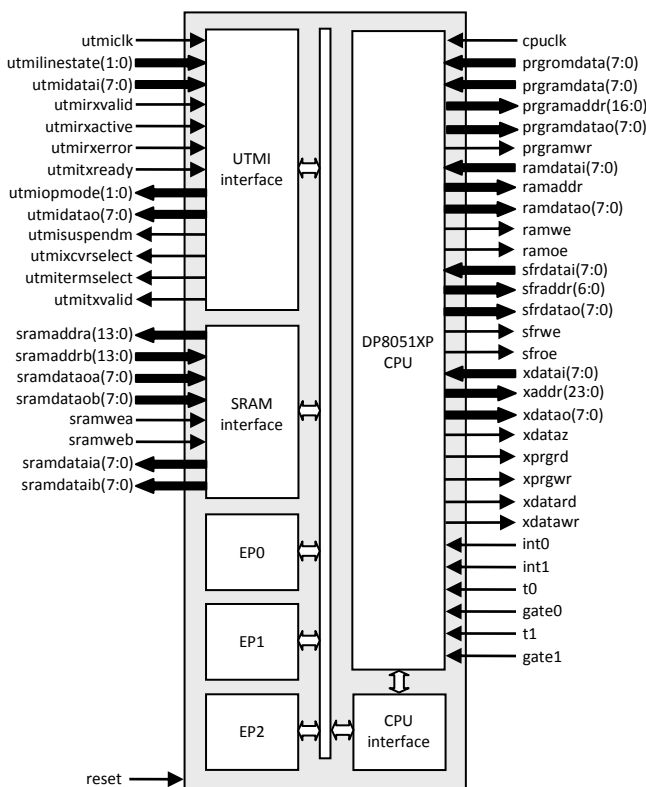 utmiclk
utmilinestate(1:0)
utmidatai(7:0)
utmirxvalid
utmirxactive
utmirxerror
utmitxready
utmiopmode(1:0)
utmidatao(7:0)
utmisuspendm
utmixcvrselect
utmitermselect
utmitxvalid
sramaddra(13:0)
sramaddrb(13:0)
sramdataoa(7:0)
sramdataob(7:0)
sramwea
sramweb
sramdataia(7:0)
sramdataib(7:0)
reset
UTMI
interface
SRAM
interface
EP0
EP1
EP2
DP8051XP
CPU
CPU
interface
cpuclk
prgromdata(7:0)
prgramdata(7:0)
prgramaddr(16:0)
prgramdatao(7:0)
prgramwr
ramdatai(7:0)
ramaddr
ramdatao(7:0)
ramwe
ramoe
sfrdatai(7:0)
sfraddr(6:0)
sfrdatao(7:0)
sfrwe
sfroe
xdatai(7:0)
xaddr(23:0)
xdatao(7:0)
xdataz
xprgrd
xprgwr
xdatard
xdatawr
int0
int1
t0
gate0
t1
gate1